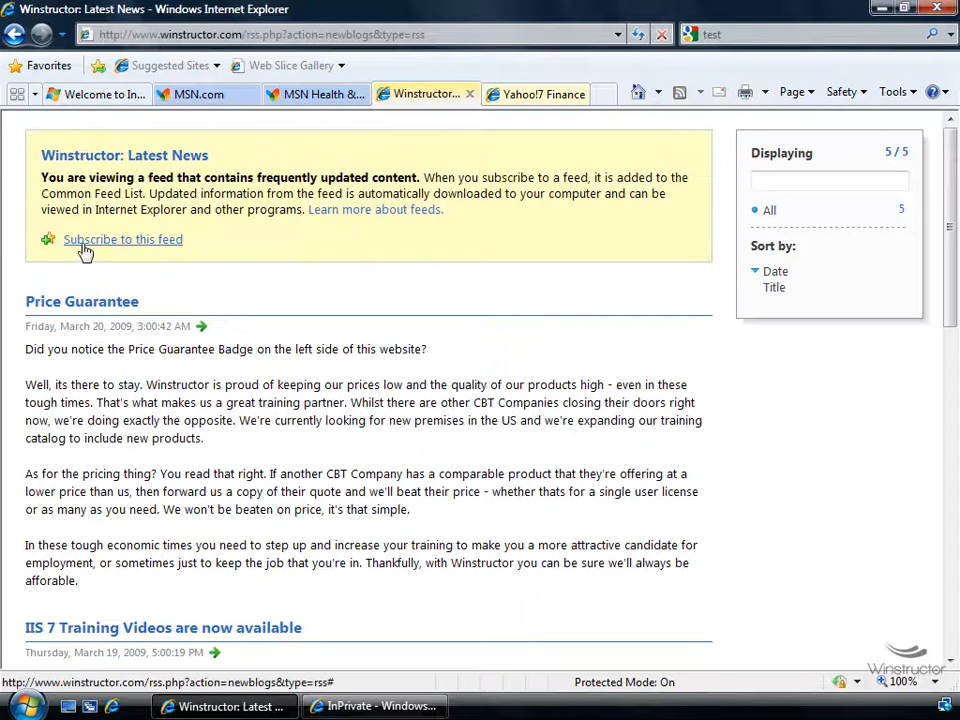 Winstructor: Latest News - Windows Internet Explorer
http://www.winstructor.com/rss.php?action=newblogs&type=rss
test
Favorites
Suggested Sites
Web Slice Gallery
Welcome to In...
MSN.com
MSN Health &...
Winstructor...
Yahoo!7 Finance
Page
Safety
Tools
Winstructor: Latest News
You are viewing a feed that contains frequently updated content. When you subscribe to a feed, it is added to the
Common Feed List. Updated information from the feed is automatically downloaded to your computer and can be
viewed in Internet Explorer and other programs. Learn more about feeds.
Subscribe to this feed
Displaying 5 / 5
All 5
Sort by:
Date
Title
Price Guarantee
Friday, March 20, 2009, 3:00:42 AM
Did you notice the Price Guarantee Badge on the left side of this website?
Well, its there to stay. Winstructor is proud of keeping our prices low and the quality of our products high - even in these
tough times. That's what makes us a great training partner. Whilst there are other CBT Companies closing their doors right
now, we're doing exactly the opposite. We're currently looking for new premises in the US and we're expanding our training
catalog to include new products.
As for the pricing thing? You read that right. If another CBT Company has a comparable product that they're offering at a
lower price than us, then forward us a copy of their quote and we'll beat their price - whether thats for a single user license
or as many as you need. We won't be beaten on price, it's that simple.
In these tough economic times you need to step up and increase your training to make you a more attractive candidate for
employment, or sometimes just to keep the job that you're in. Thankfully, with Winstructor you can be sure we'll always be
afforable.
IIS 7 Training Videos are now available
Thursday, March 19, 2009, 5:00:19 PM
Winstructor
http://www.winstructor.com/rss.php?action=newblogs&type=rss#
Protected Mode: On
100%
Winstructor: Latest ...
InPrivate - Windows...